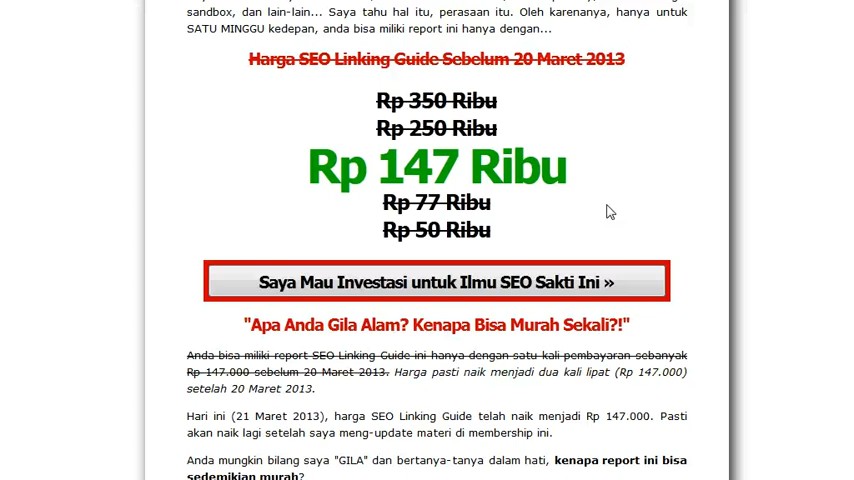 sandbox, dan lain-lain... Saya tahu hal itu, perasaan itu. Oleh karenanya, hanya untuk
SATU MINGGU kedepan, anda bisa miliki report ini hanya dengan...
Harga SEO Linking Guide Sebelum 20 Maret 2013
Rp 350 Ribu
Rp 250 Ribu
Rp 147 Ribu
Rp 77 Ribu
Rp 50 Ribu
Saya Mau Investasi untuk Ilmu SEO Sakti Ini »
"Apa Anda Gila Alam? Kenapa Bisa Murah Sekali?!"
Anda bisa miliki report SEO Linking Guide ini hanya dengan satu kali pembayaran sebanyak
Rp 147.000 sebelum 20 Maret 2013. Harga pasti naik menjadi dua kali lipat (Rp 147.000)
setelah 20 Maret 2013.
Hari ini (21 Maret 2013), harga SEO Linking Guide telah naik menjadi Rp 147.000. Pasti
akan naik lagi setelah saya meng-update materi di membership ini.
Anda mungkin bilang saya "GILA" dan bertanya-tanya dalam hati, kenapa report ini bisa
sedemikian murah?